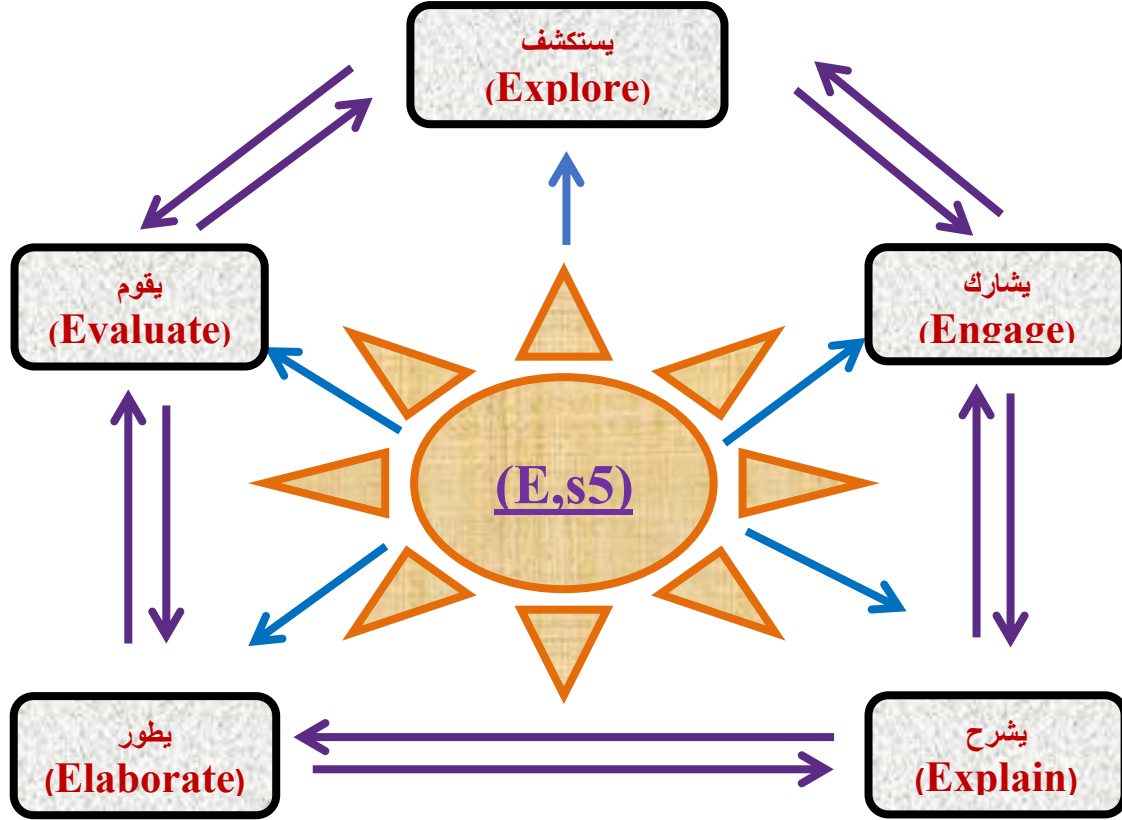 يستكشف
(Explore)
يقوم
(Evaluate)
يشارك
(Engage)
(E,s5)
يطور
(Elaborate)
يشرح
(Explain)